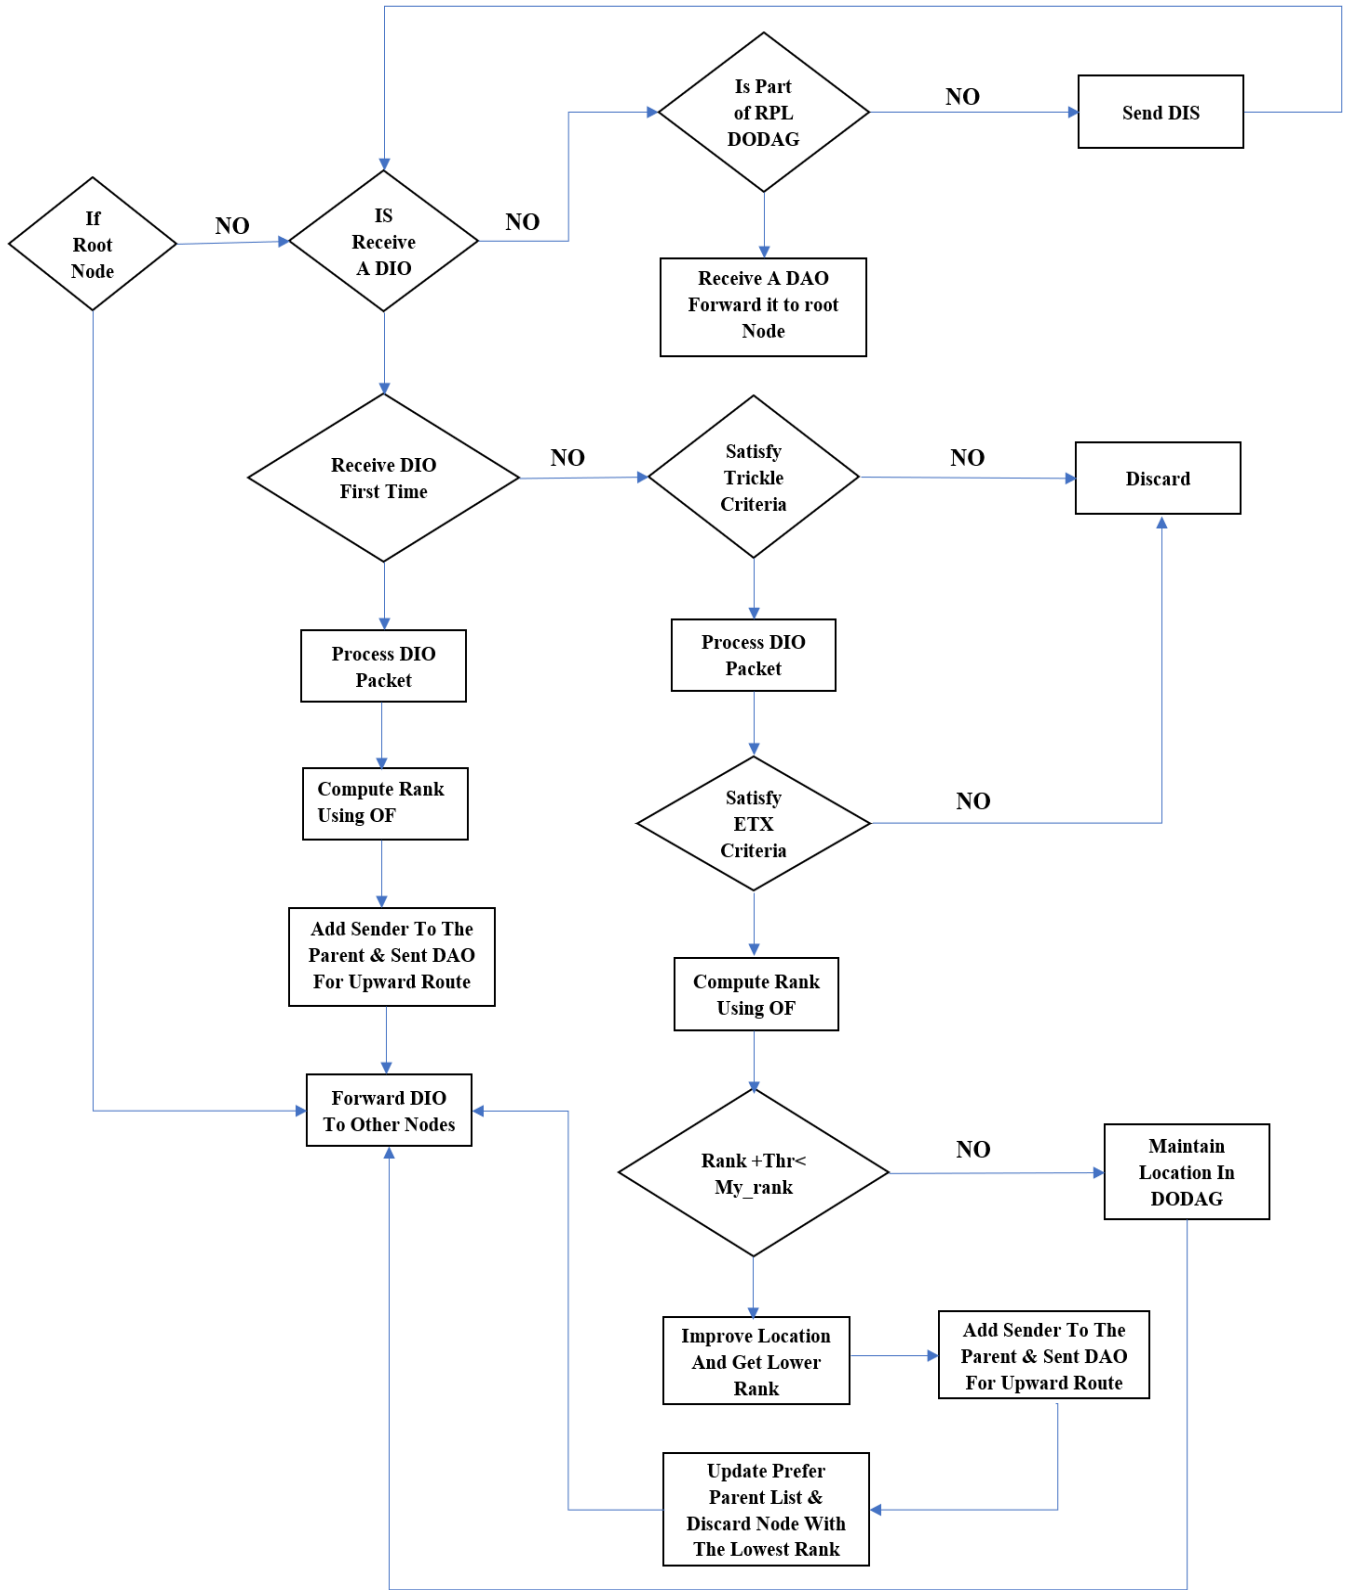 Is Part
of RPL
DODAG
NO
Send DIS
If
Root
Node
NO
IS
Receive
A DIO
NO
Receive A DAO
Forward it to root
Node
Receive DIO
First Time
NO
Satisfy
Trickle
Criteria
NO
Discard
Process DIO
Packet
Process DIO
Packet
Compute Rank
Using OF
Satisfy
ETX
Criteria
NO
Add Sender To The
Parent & Sent DAO
For Upward Route
Compute Rank
Using OF
Forward DIO
To Other Nodes
Rank +Thr<
My_rank
NO
Maintain
Location In
DODAG
Improve Location
And Get Lower
Rank
Add Sender To The
Parent & Sent DAO
For Upward Route
Update Prefer
Parent List &
Discard Node With
The Lowest Rank